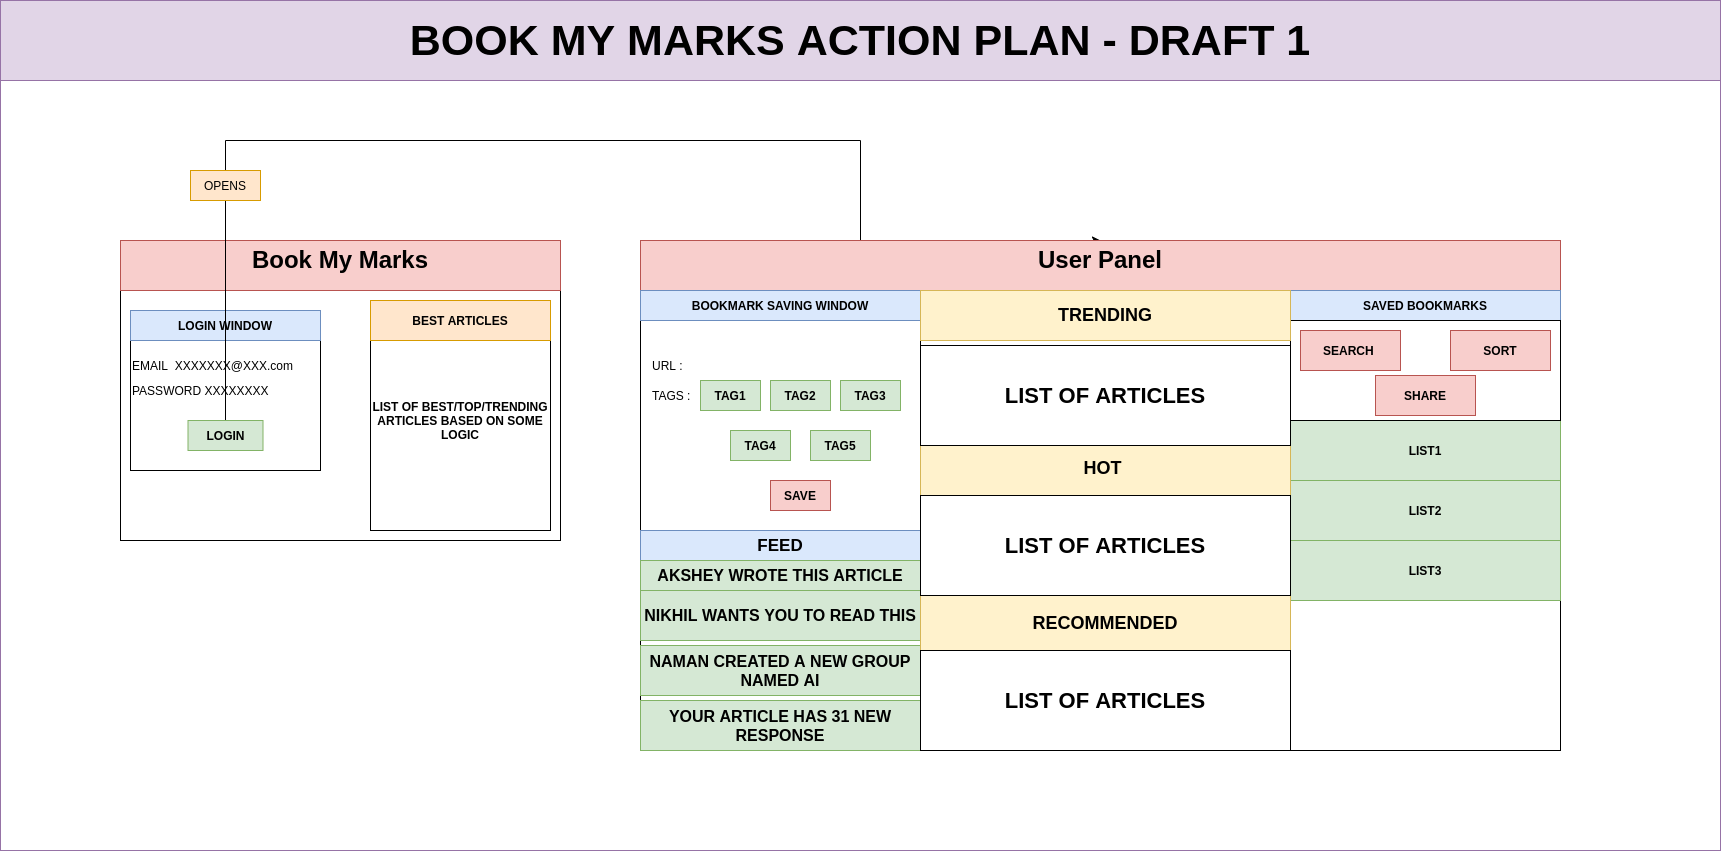 BOOK MY MARKS ACTION PLAN - DRAFT 1
OPENS
Book My Marks
LOGIN WINDOW
EMAIL  XXXXXXX@XXX.com
PASSWORD XXXXXXXX
LOGIN
BEST ARTICLES
LIST OF BEST/TOP/TRENDING
ARTICLES BASED ON SOME
LOGIC
User Panel
BOOKMARK SAVING WINDOW
URL :
TAGS :
TAG1
TAG2
TAG3
TAG4
TAG5
SAVE
FEED
AKSHEY WROTE THIS ARTICLE
NIKHIL WANTS YOU TO READ THIS
NAMAN CREATED A NEW GROUP
NAMED AI
YOUR ARTICLE HAS 31 NEW
RESPONSE
TRENDING
LIST OF ARTICLES
HOT
LIST OF ARTICLES
RECOMMENDED
LIST OF ARTICLES
SAVED BOOKMARKS
SEARCH
SORT
SHARE
LIST1
LIST2
LIST3